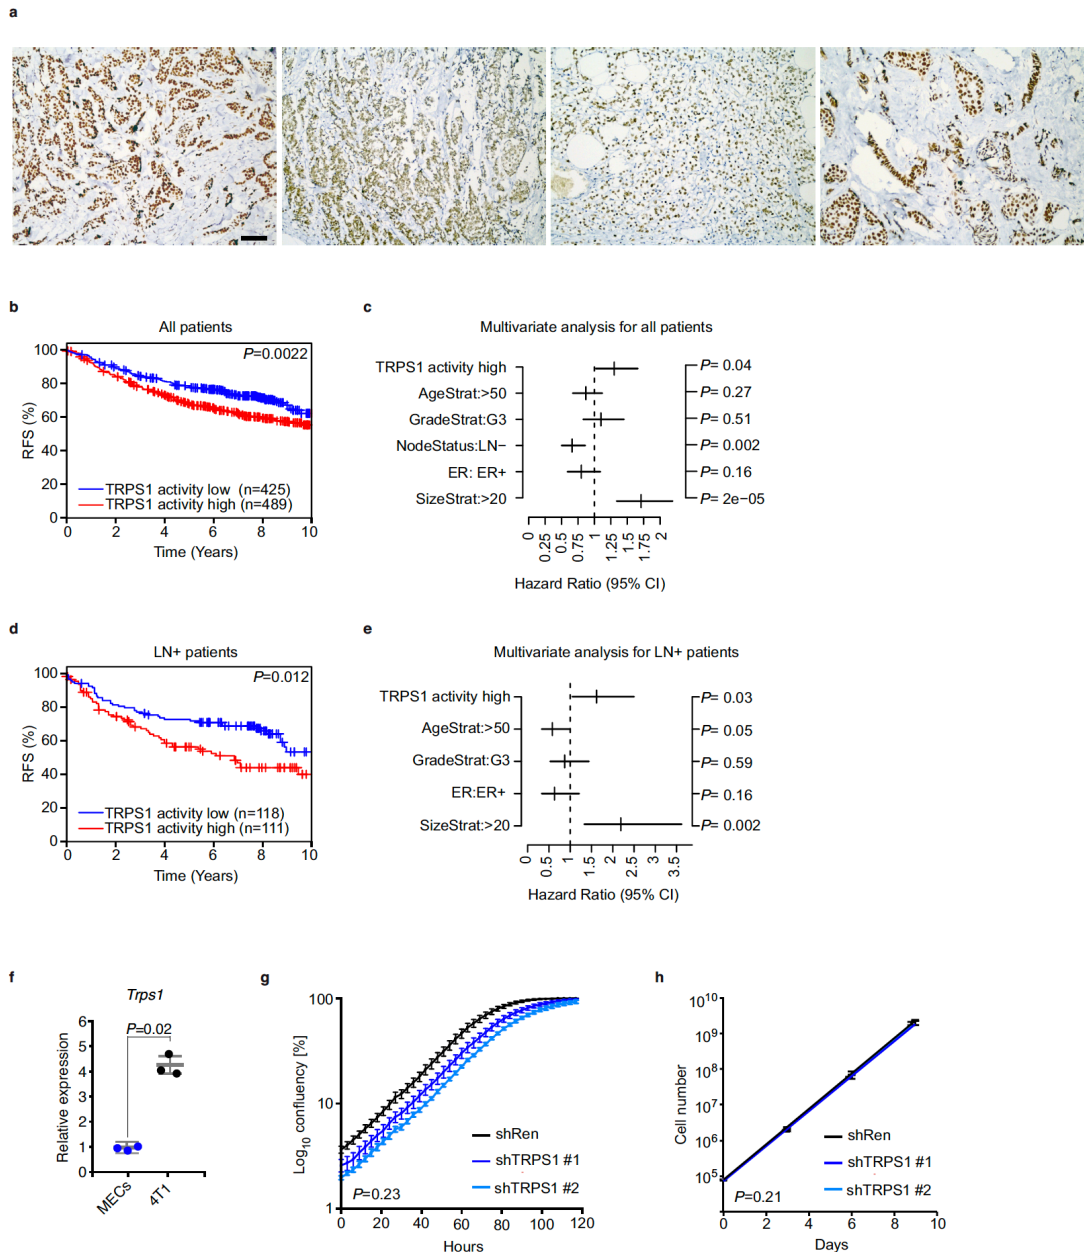 a
b
All patients
P=0.0022
100
80
60
40
20
0
RFS (%)
TRPS1 activity low (n=425)
TRPS1 activity high (n=489)
0 2 4 6 8 10
Time (Years)
c
Multivariate analysis for all patients
TRPS1 activity high
P= 0.04
AgeStrat:>50
P= 0.27
GradeStrat:G3
P= 0.51
NodeStatus:LN−
P= 0.002
ER: ER+
P= 0.16
SizeStrat:>20
P= 2e−05
0 0.25 0.5 0.75 1 1.25 1.5 1.75 2
Hazard Ratio (95% CI)
d
LN+ patients
P=0.012
100
80
60
40
20
0
RFS (%)
TRPS1 activity low (n=118)
TRPS1 activity high (n=111)
0 2 4 6 8 10
Time (Years)
e
Multivariate analysis for LN+ patients
TRPS1 activity high
P= 0.03
AgeStrat:>50
P= 0.05
GradeStrat:G3
P= 0.59
ER:ER+
P= 0.16
SizeStrat:>20
P= 0.002
0 0.5 1 1.5 2 2.5 3 3.5
Hazard Ratio (95% CI)
f
Trps1
P=0.02
6
5
4
3
2
1
0
Relative expression
MECs 4T1
g
100
10
1
Log10 confluency [%]
shRen
shTRPS1 #1
shTRPS1 #2
P=0.23
0 20 40 60 80 100 120
Hours
h
10^10
10^9
10^8
10^7
10^6
10^5
Cell number
shRen
shTRPS1 #1
shTRPS1 #2
P=0.21
0 2 4 6 8 10
Days